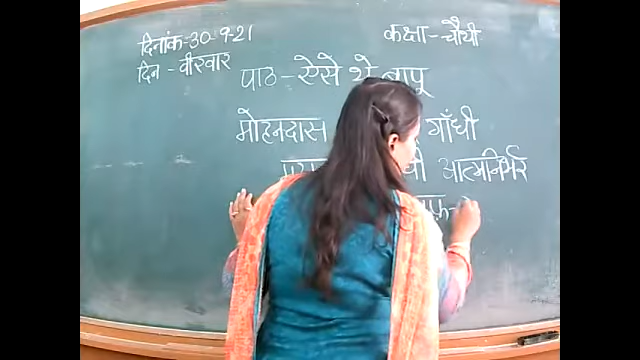 दिनांक-30-9-21
कक्षा-चौथी
दिन - वीरवार
पाठ-ऐसे थे बापू
मोहनदास गाँधी
आत्मनिर्भर